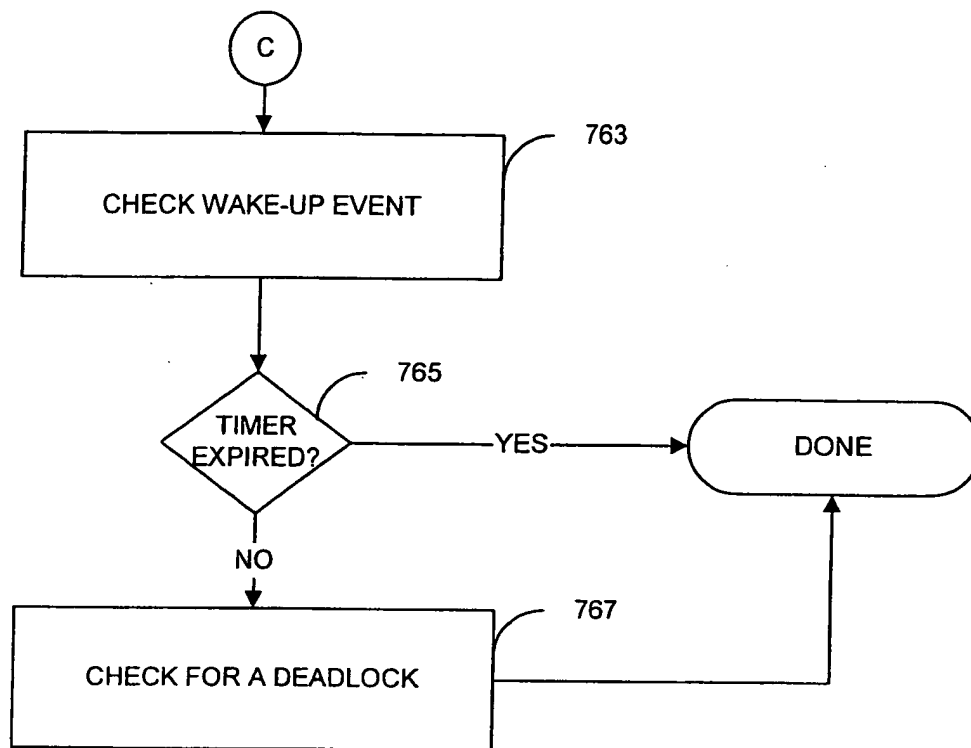 C
763
CHECK WAKE-UP EVENT
765
TIMER
EXPIRED?
YES
DONE
NO
767
CHECK FOR A DEADLOCK